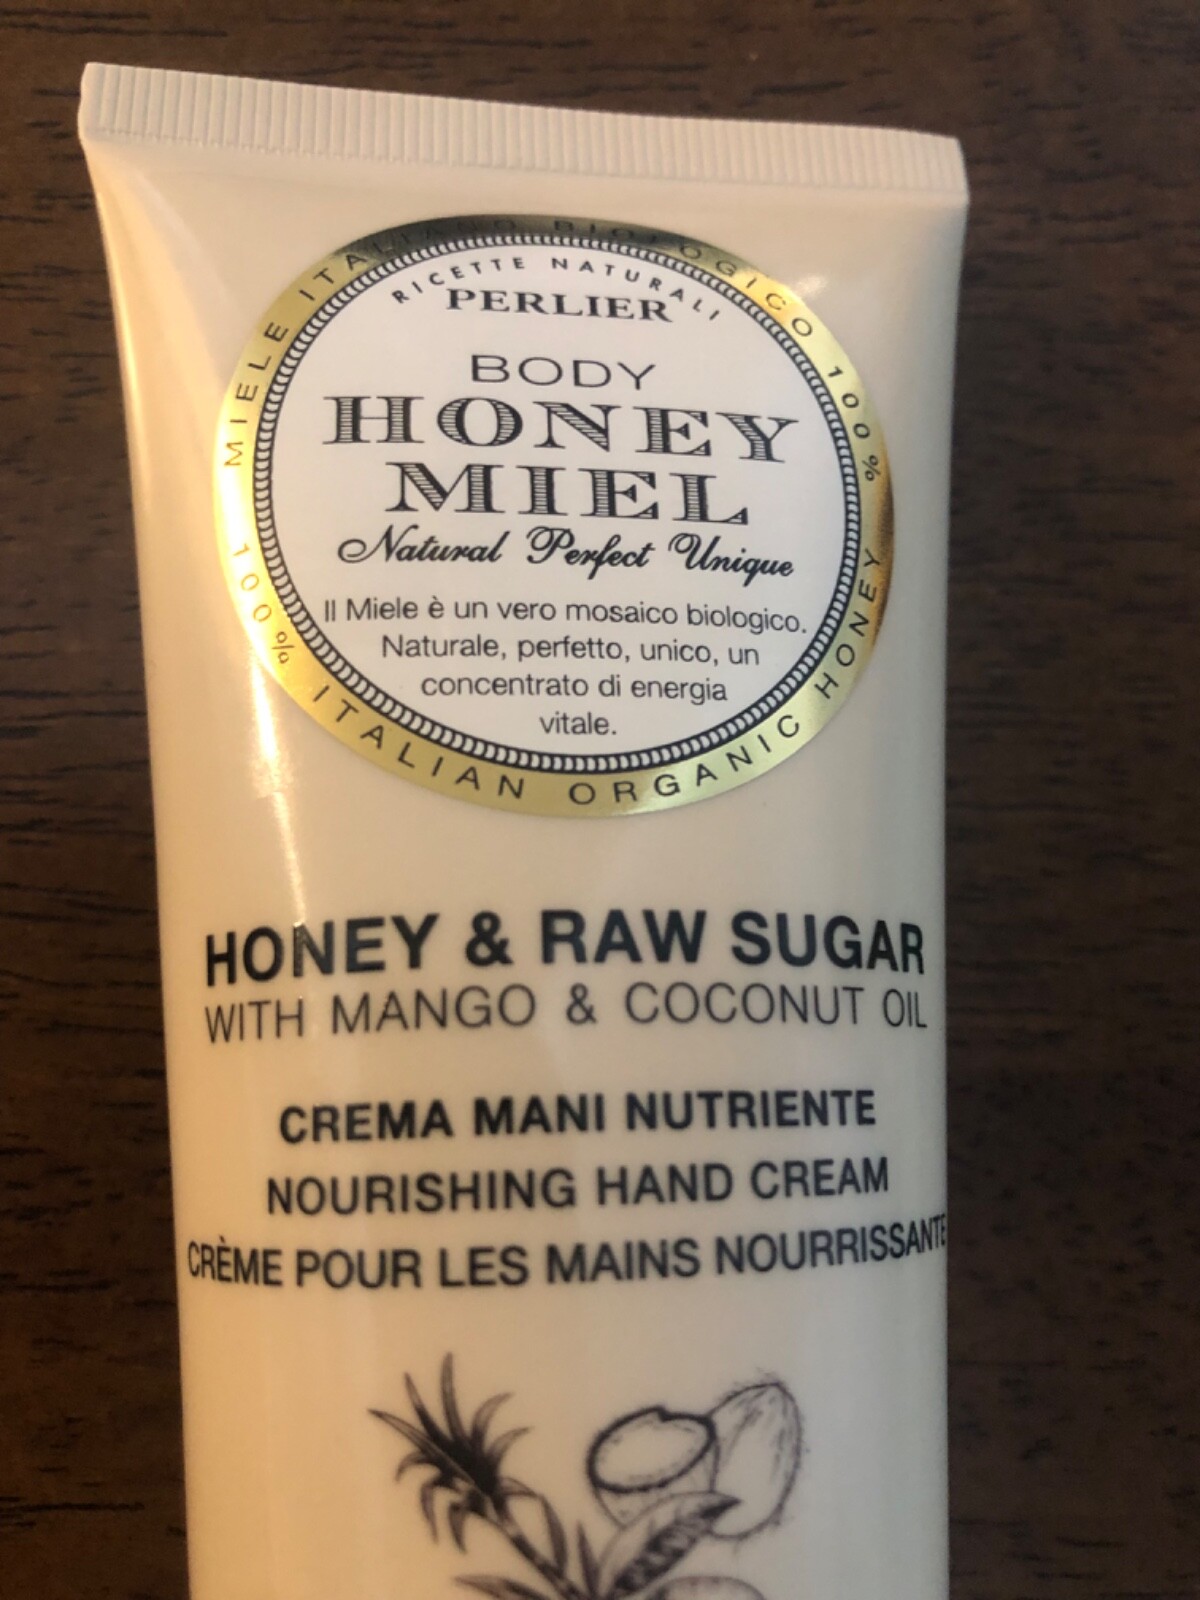 MIELE ITALIANO BIOLOGICO 100%
RICETTE NATURALI
PERLIER
BODY
HONEY
MIEL
Natural Perfect Unique
Il Miele è un vero mosaico biologico.
Naturale, perfetto, unico, un
concentrato di energia
vitale.
100% ITALIAN ORGANIC HONEY
HONEY & RAW SUGAR
WITH MANGO & COCONUT OIL
CREMA MANI NUTRIENTE
NOURISHING HAND CREAM
CRÈME POUR LES MAINS NOURRISSANTE